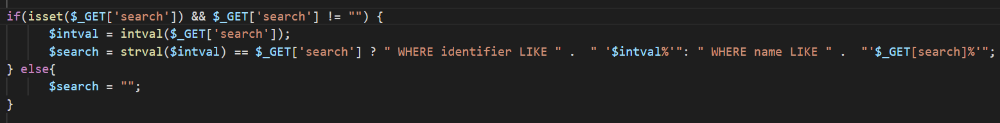 if(isset($_GET['search']) && $_GET['search'] != "") {
$intval = intval($_GET['search']);
$search = strval($intval) == $_GET['search'] ? " WHERE identifier LIKE " .  " '$intval%'": " WHERE name LIKE " .  "'$_GET[search]%'";
} else{
$search = "";
}